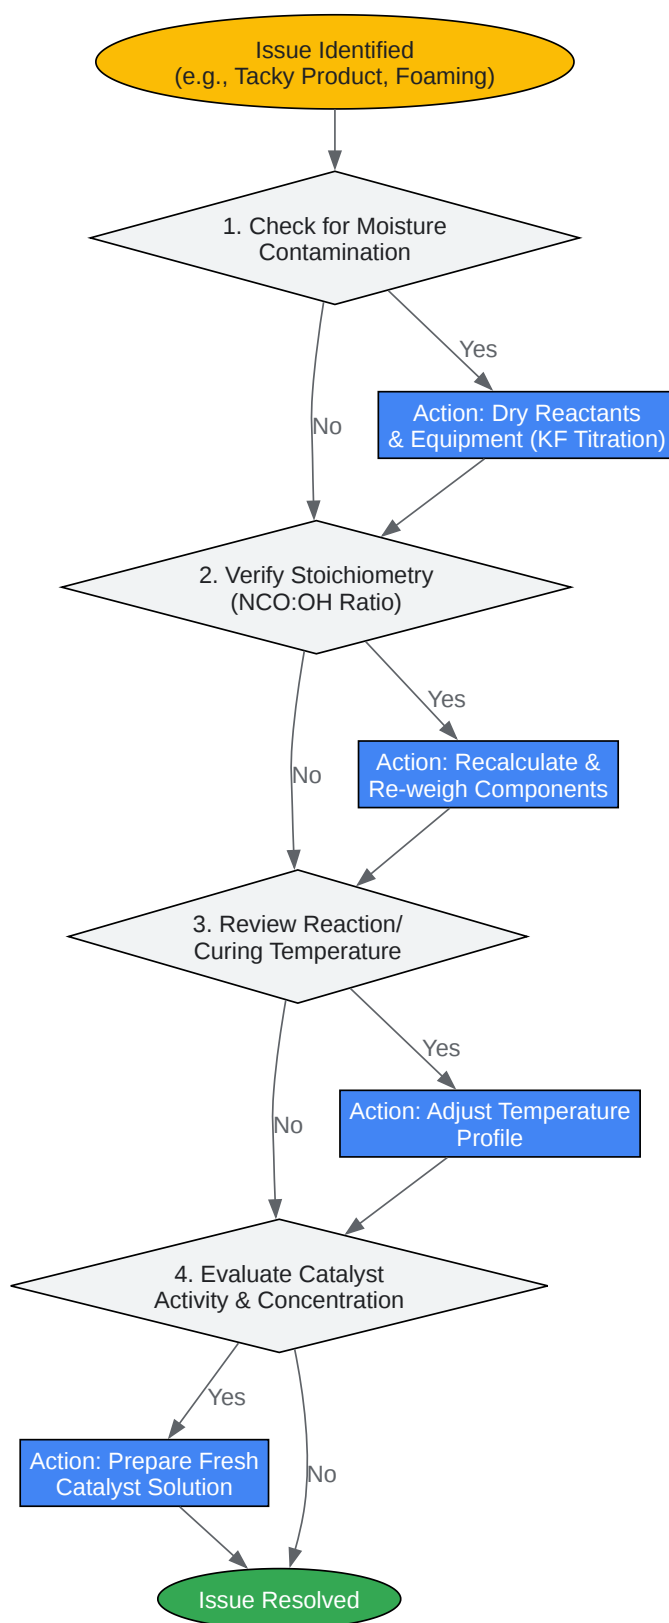 Issue Identified
(e.g., Tacky Product, Foaming)
1. Check for Moisture
Contamination
Yes
Action: Dry Reactants
& Equipment (KF Titration)
No
2. Verify Stoichiometry
(NCO:OH Ratio)
Yes
Action: Recalculate &
Re-weigh Components
No
3. Review Reaction/
Curing Temperature
Yes
Action: Adjust Temperature
Profile
No
4. Evaluate Catalyst
Activity & Concentration
Yes
Action: Prepare Fresh
Catalyst Solution
No
Issue Resolved